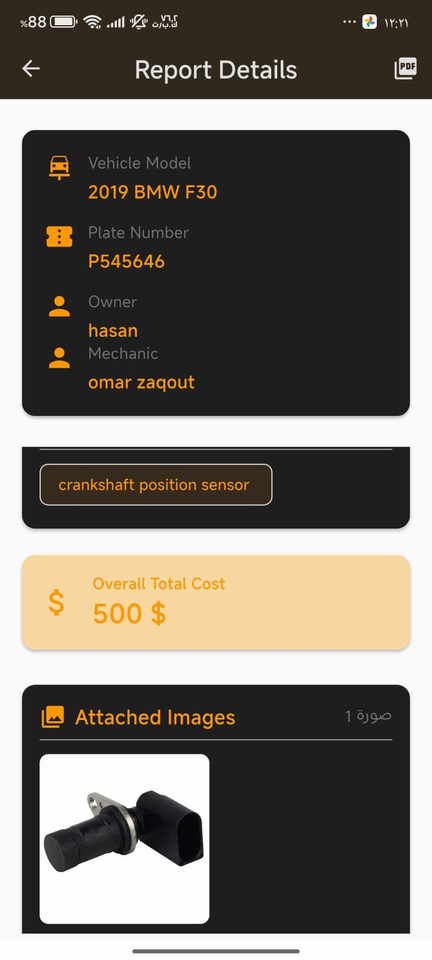 %88
١٢:٢١
Report Details
PDF
Vehicle Model
2019 BMW F30
Plate Number
P545646
Owner
hasan
Mechanic
omar zaqout
crankshaft position sensor
$
Overall Total Cost
500 $
Attached Images
1 صورة